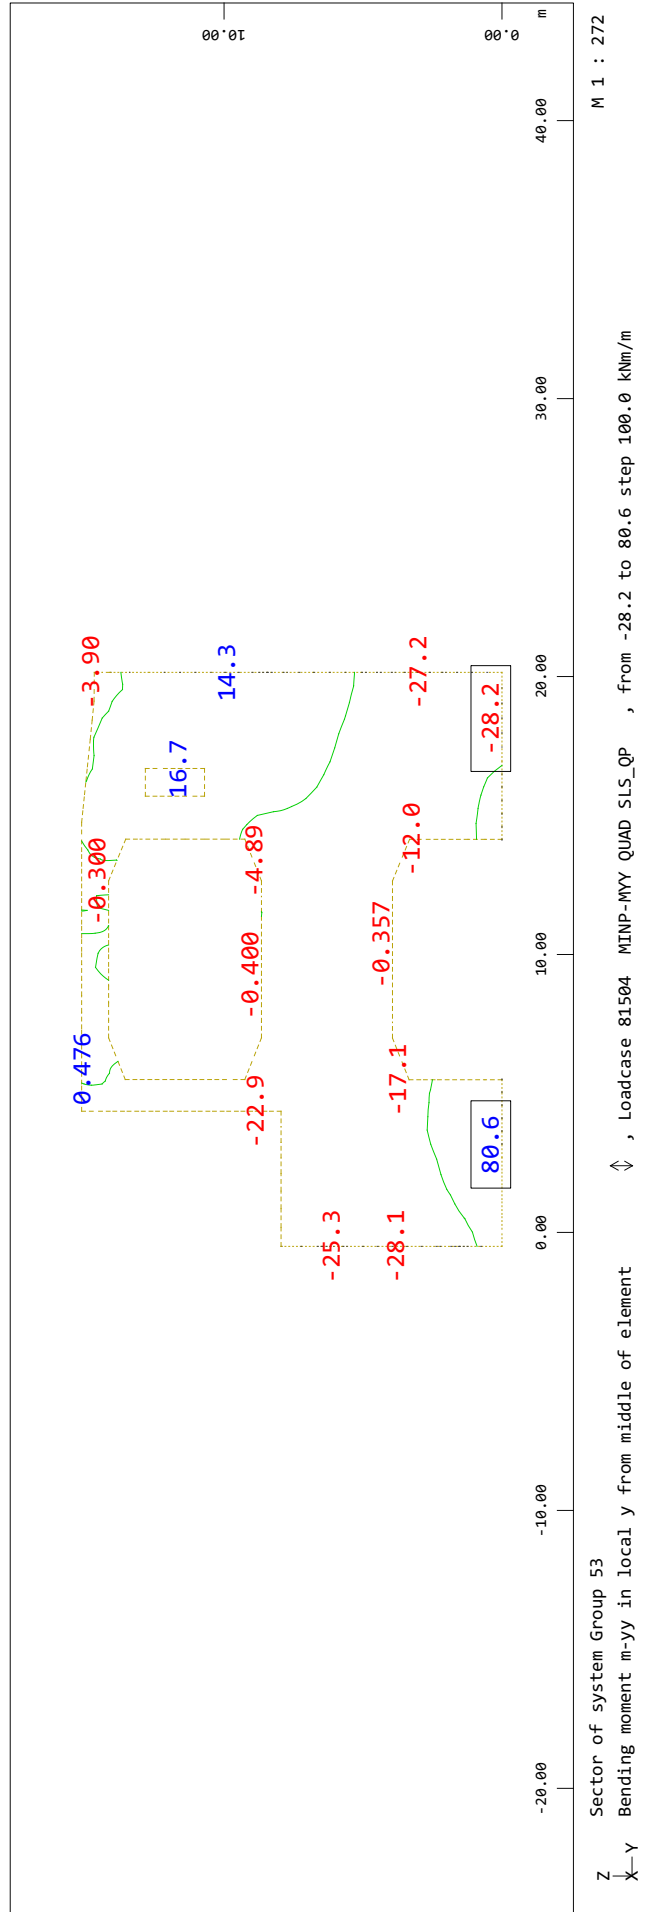 0.476
-0.300
-3.90
16.7
14.3
10.00
-22.9
-0.400
-4.89
-25.3
-0.357
-28.1
-17.1
-12.0
-27.2
80.6
-28.2
0.00
-20.00 -10.00 0.00 10.00 20.00 30.00 40.00 m
Z
X
Y
Sector of system Group 53
M 1 : 272
Bending moment m-yy in local y from middle of element , Loadcase 81504 MINP-MYY QUAD SLS_QP , from -28.2 to 80.6 step 100.0 kNm/m